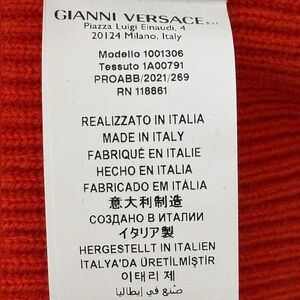 GIANNI VERSACE S.r.l.
Piazza Luigi Einaudi, 4
20124 Milano, Italy
Modello 1001306
Tessuto 1A00791
PROABB/2021/269
RN 118861
REALIZZATO IN ITALIA
MADE IN ITALY
FABRIQUÉ EN ITALIE
HECHO EN ITALIA
FABRICADO EM ITÁLIA
意大利制造
СОЗДАНО В ИТАЛИИ
イタリア製
HERGESTELLT IN ITALIEN
İTALYA'DA ÜRETİLMİŞTİR
이태리 제
صنع في إيطاليا